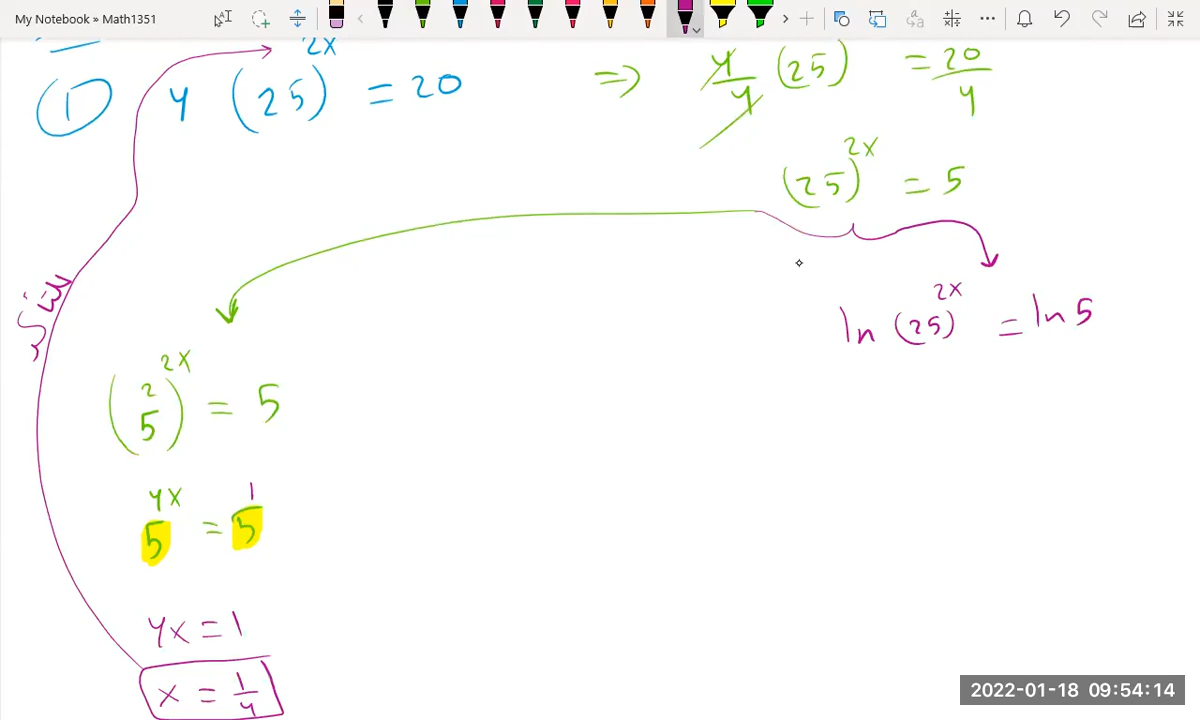 My Notebook » Math1351
① 4 (25)^{2x} = 20
⇒ 4/4 (25) = 20/4
(25)^{2x} = 5
ln (25)^{2x} = ln 5
(5^2)^{2x} = 5
5^{4x} = 5^1
4x = 1
x = 1/4
2022-01-18 09:54:14